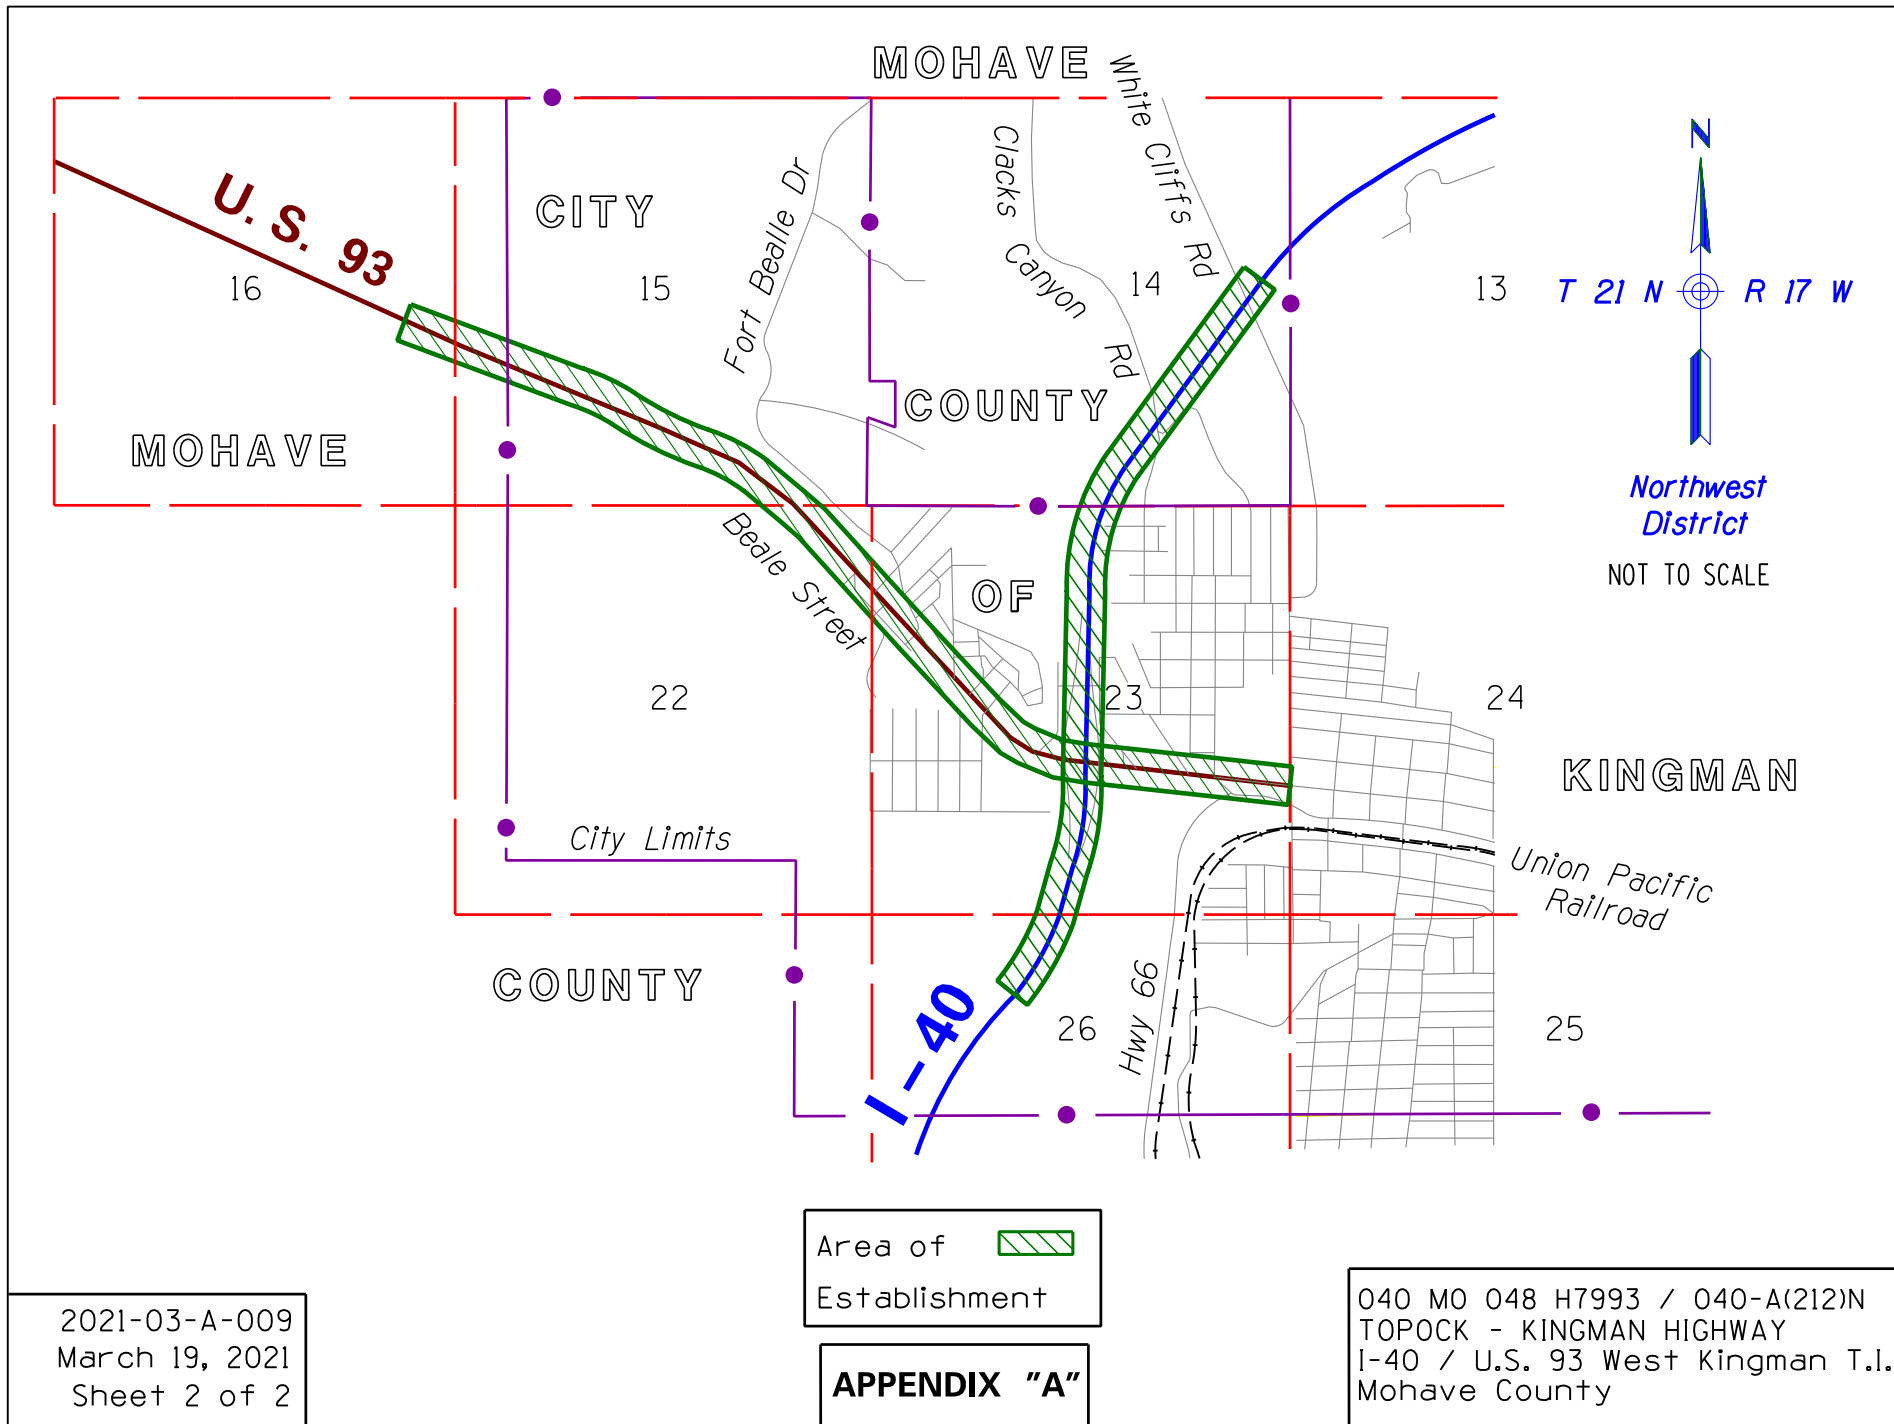 MOHAVE
White Cliffs Rd
Clacks Canyon Rd
Fort Bealle Dr
CITY
U.S. 93
N
16
15
14
13
T 21 N
R 17 W
MOHAVE
COUNTY
Northwest
District
NOT TO SCALE
Beale Street
OF
22
23
24
KINGMAN
City Limits
Union Pacific
Railroad
COUNTY
I-40
Hwy 66
26
25
Area of
Establishment
APPENDIX "A"
2021-03-A-009
March 19, 2021
Sheet 2 of 2
040 MO 048 H7993 / 040-A(212)N
TOPOCK - KINGMAN HIGHWAY
I-40 / U.S. 93 West Kingman T.I.
Mohave County